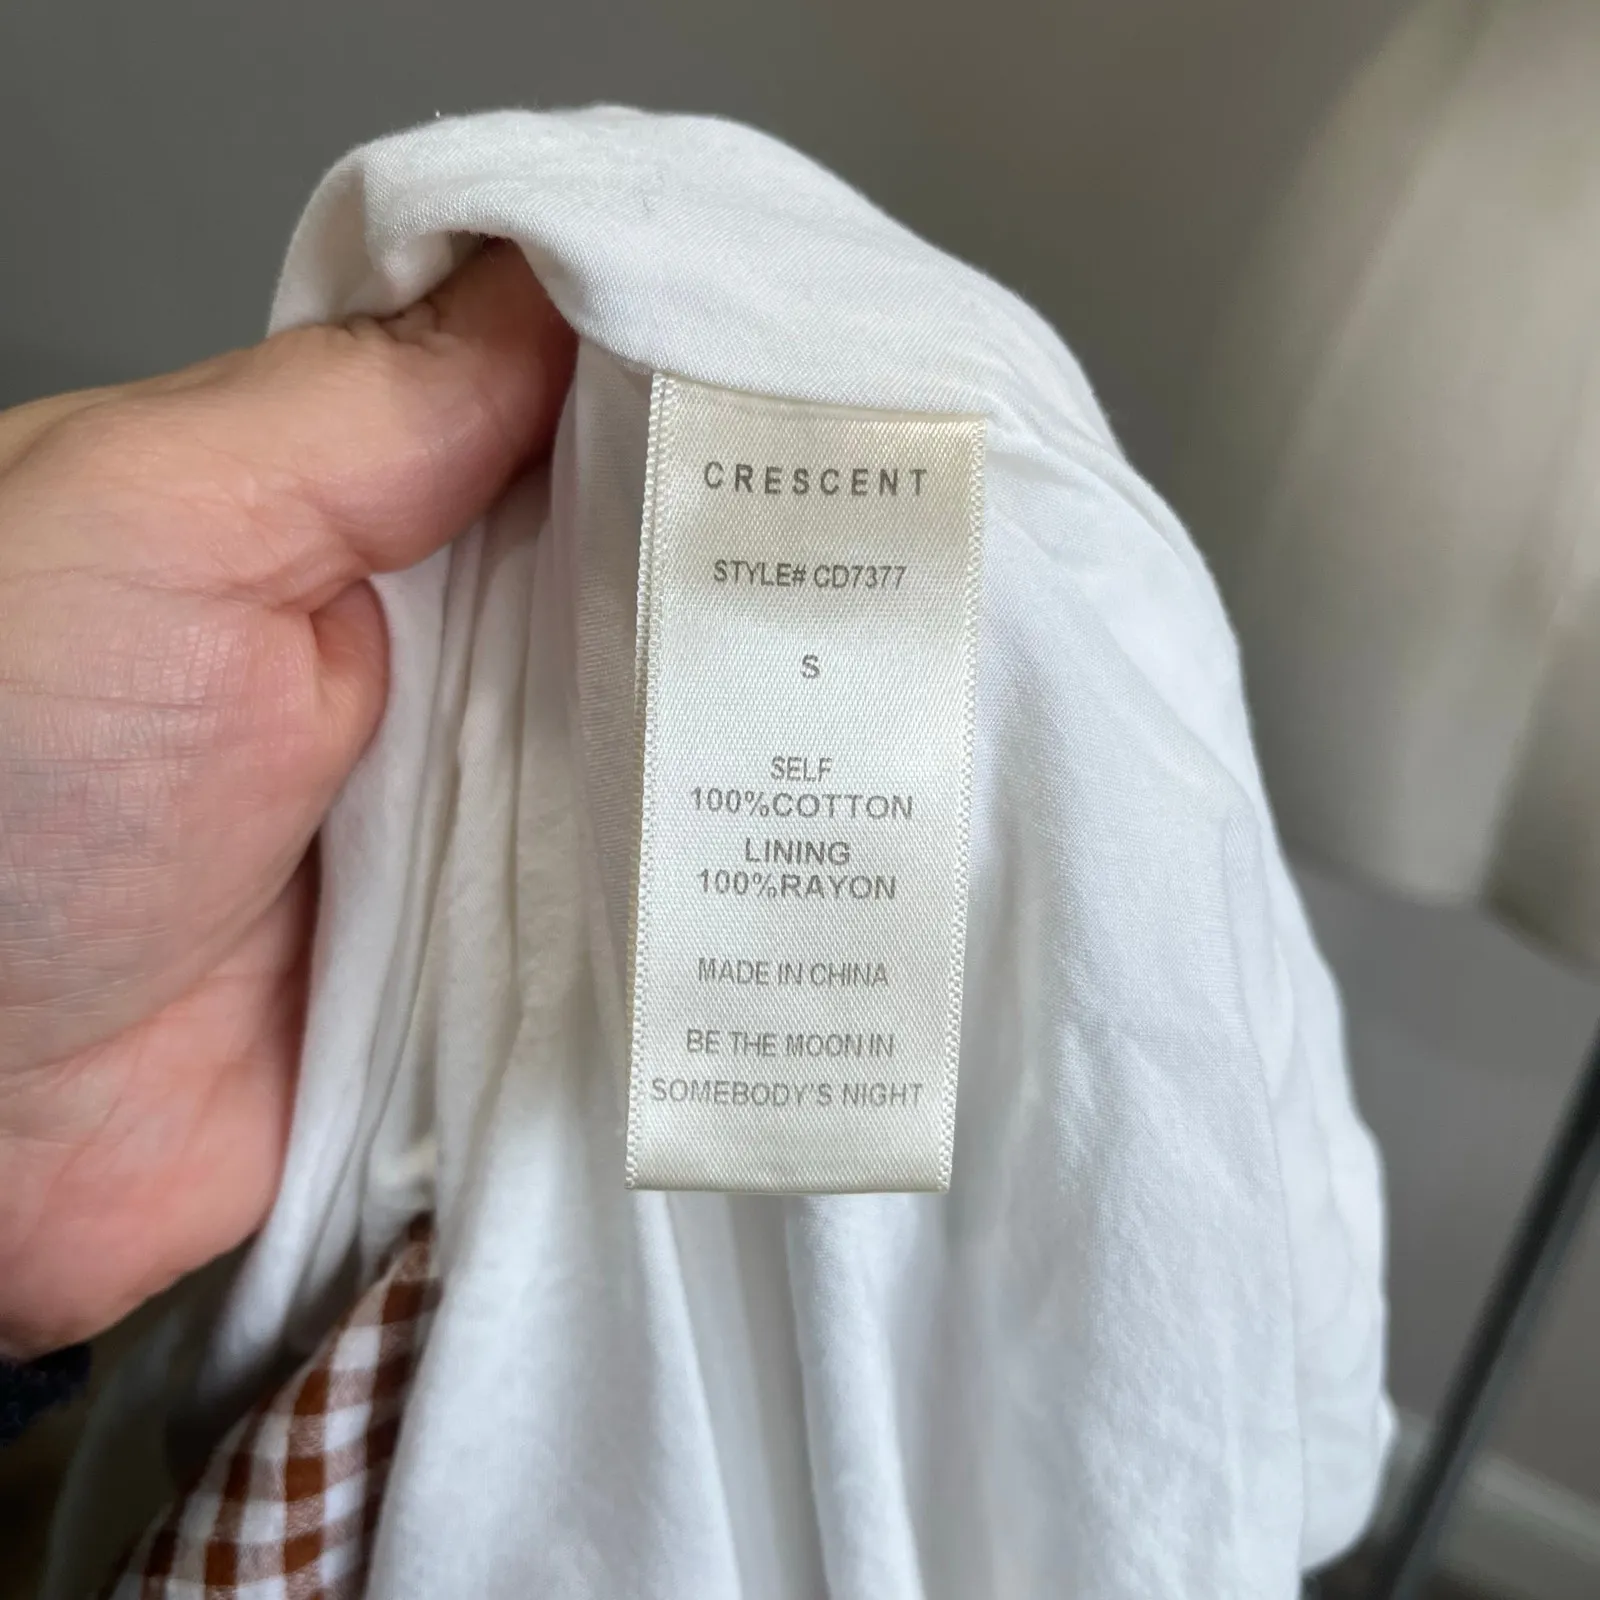 CRESCENT
STYLE# CD7377
S
SELF
100%COTTON
LINING
100%RAYON
MADE IN CHINA
BE THE MOON IN
SOMEBODY'S NIGHT